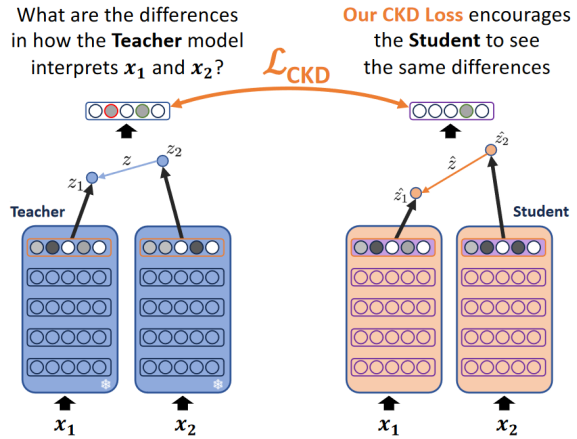 What are the differences
in how the Teacher model
interprets x₁ and x₂?
Our CKD Loss encourages
the Student to see
the same differences
ℒCKD
z₁
z
z₂
ẑ₁
ẑ
ẑ₂
Teacher
Student
x₁
x₂
x₁
x₂